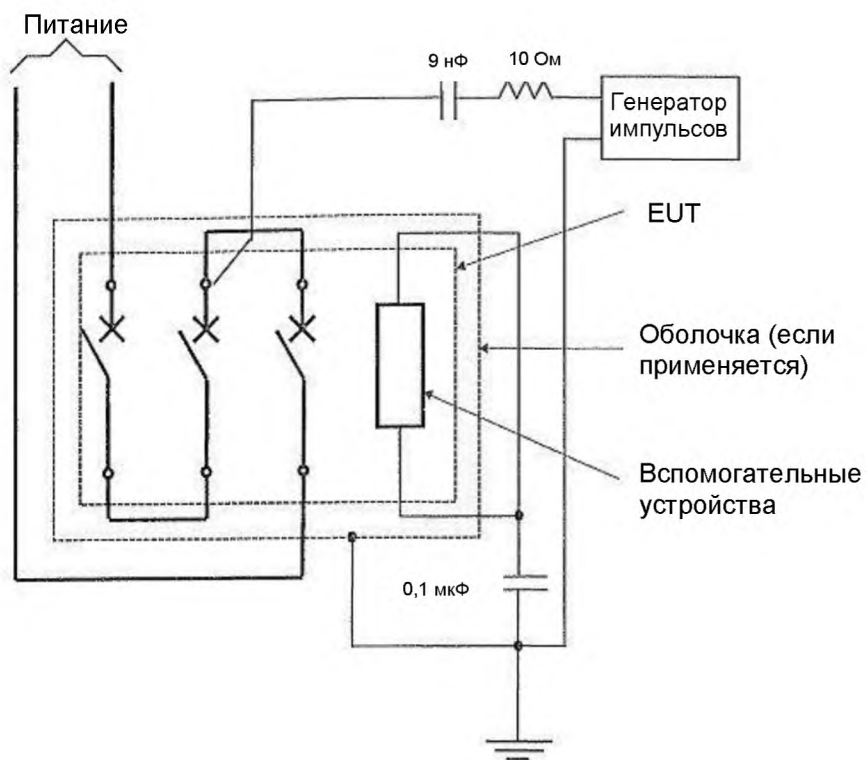 Питание
9 нФ
10 Ом
Генератор
импульсов
EUT
Оболочка (если
применяется)
Вспомогательные
устройства
0,1 мкФ